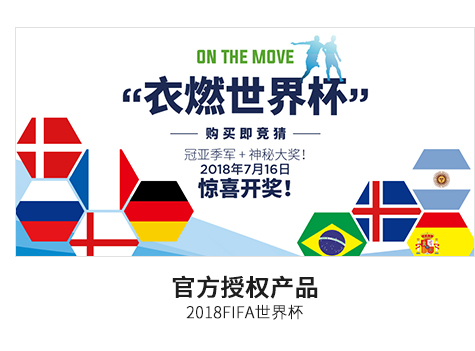 ON THE MOVE
“衣燃世界杯”
购买即竞猜
冠亚季军+神秘大奖!
2018年7月16日
惊喜开奖!
官方授权产品
2018FIFA世界杯